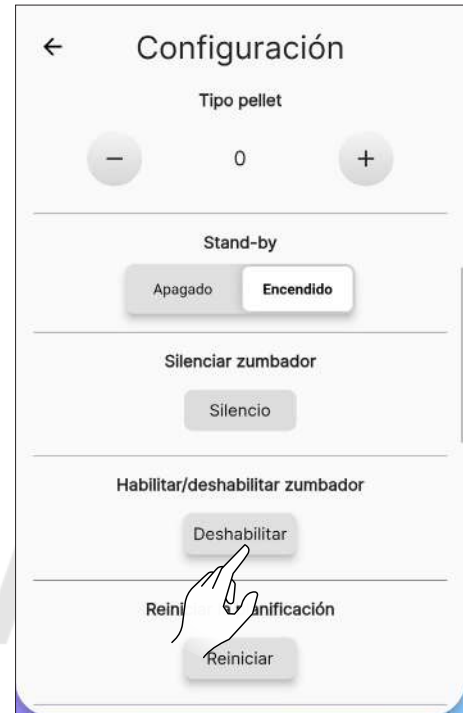 ← Configuración
Tipo pellet
− 0 +
Stand-by
Apagado Encendido
Silenciar zumbador
Silencio
Habilitar/deshabilitar zumbador
Deshabilitar
Reiniciar